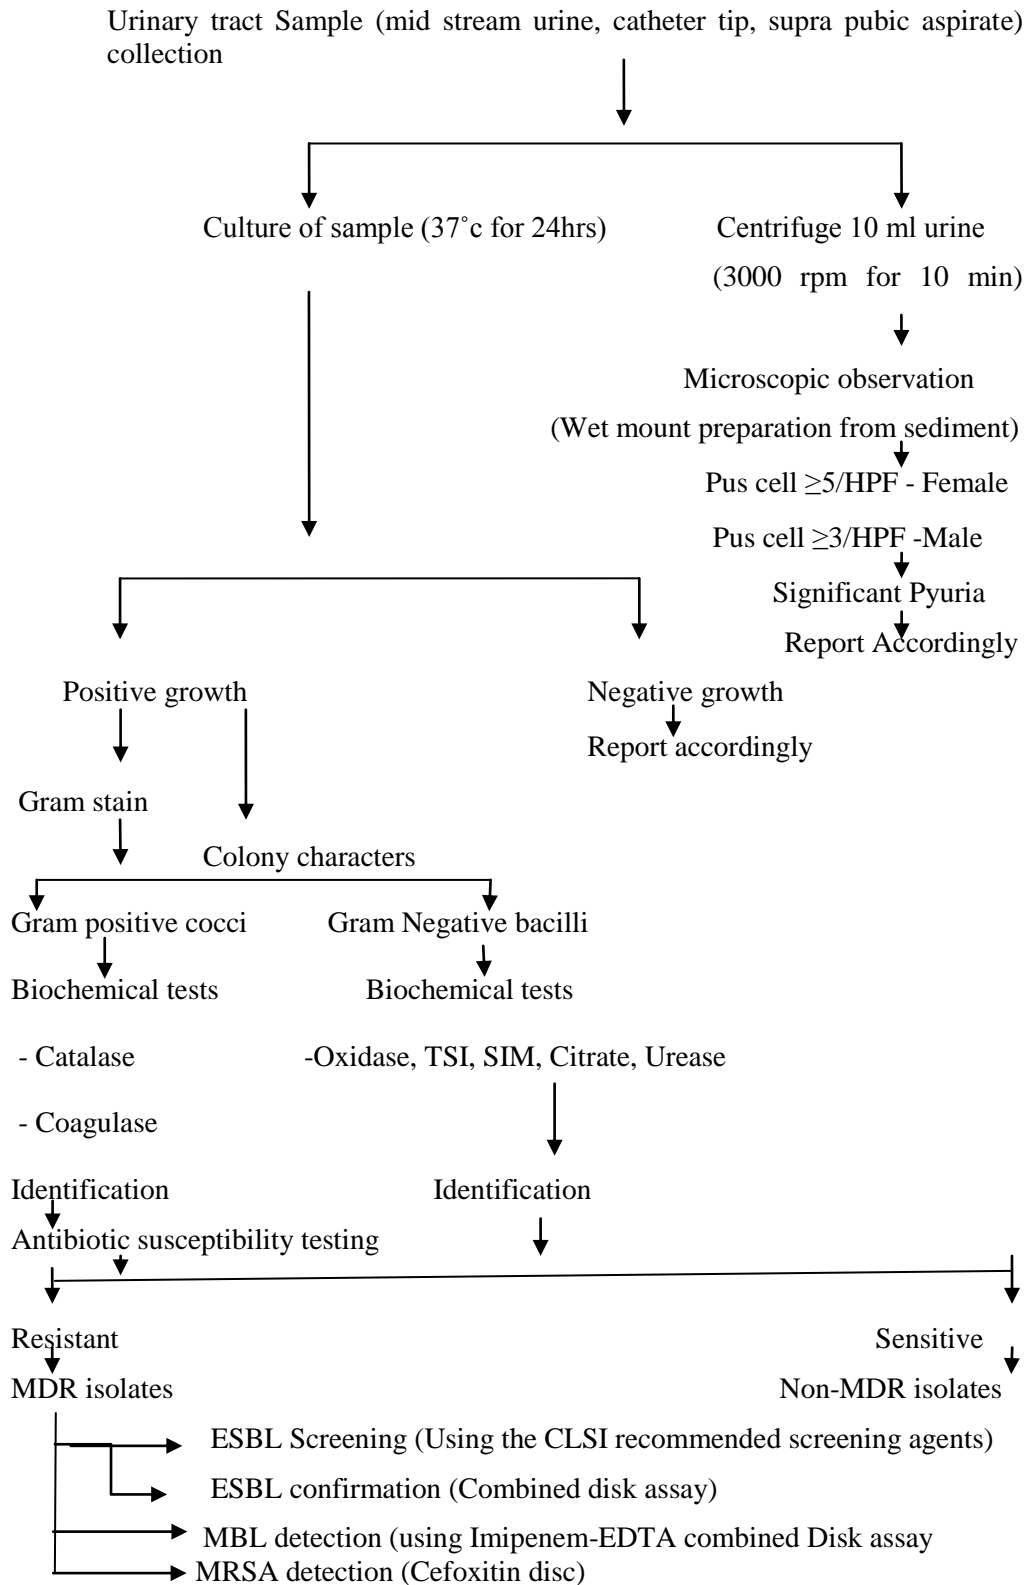 Urinary tract Sample (mid stream urine, catheter tip, supra pubic aspirate)
collection
Culture of sample (37˚c for 24hrs)
Centrifuge 10 ml urine
(3000 rpm for 10 min)
Microscopic observation
(Wet mount preparation from sediment)
Pus cell ≥5/HPF - Female
Pus cell ≥3/HPF -Male
Significant Pyuria
Report Accordingly
Positive growth
Negative growth
Report accordingly
Gram stain
Colony characters
Gram positive cocci
Gram Negative bacilli
Biochemical tests
Biochemical tests
- Catalase
-Oxidase, TSI, SIM, Citrate, Urease
- Coagulase
Identification
Identification
Antibiotic susceptibility testing
Resistant
Sensitive
MDR isolates
Non-MDR isolates
ESBL Screening (Using the CLSI recommended screening agents)
ESBL confirmation (Combined disk assay)
MBL detection (using Imipenem-EDTA combined Disk assay
MRSA detection (Cefoxitin disc)